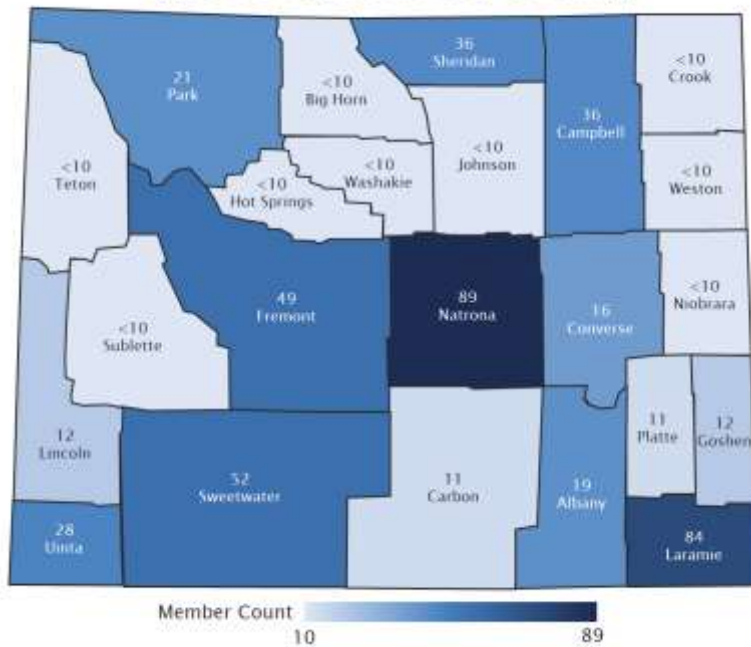 36
Sheridan
<10
Crook
21
Park
<10
Big Horn
36
Campbell
<10
Johnson
<10
Teton
<10
Hot Springs
<10
Washakie
<10
Weston
49
Fremont
89
Natrona
16
Converse
<10
Niobrara
<10
Sublette
12
Lincoln
11
Platte
12
Goshen
52
Sweetwater
11
Carbon
19
Albany
28
Uinta
84
Laramie
Member Count
10 89